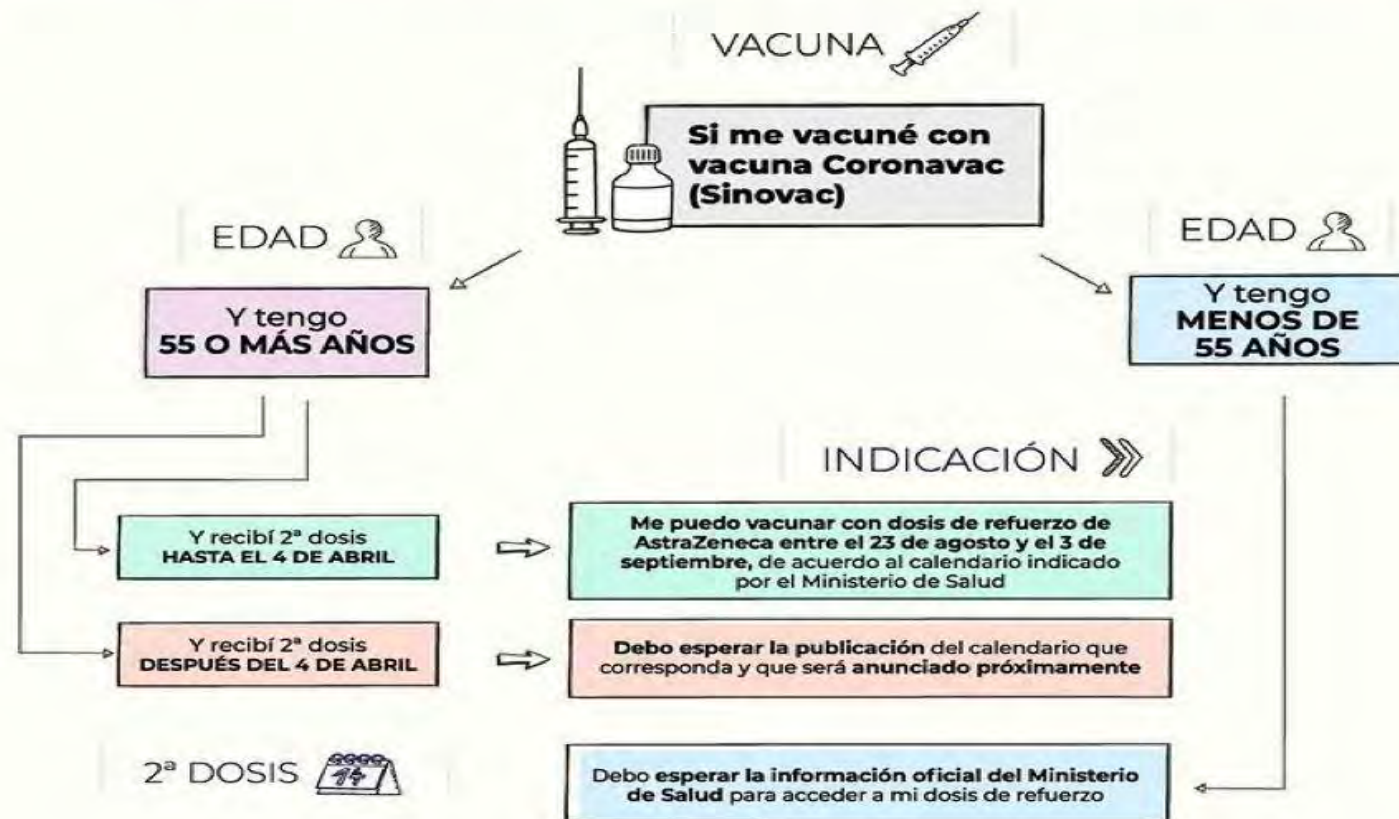 VACUNA
Si me vacuné con
vacuna Coronavac
(Sinovac)
EDAD
Y tengo
55 O MÁS AÑOS
EDAD
Y tengo
MENOS DE
55 AÑOS
INDICACIÓN
Y recibí 2ª dosis
HASTA EL 4 DE ABRIL
Me puedo vacunar con dosis de refuerzo de
AstraZeneca entre el 23 de agosto y el 3 de
septiembre, de acuerdo al calendario indicado
por el Ministerio de Salud
Y recibí 2ª dosis
DESPUÉS DEL 4 DE ABRIL
Debo esperar la publicación del calendario que
corresponda y que será anunciado próximamente
2ª DOSIS
14
Debo esperar la información oficial del Ministerio
de Salud para acceder a mi dosis de refuerzo